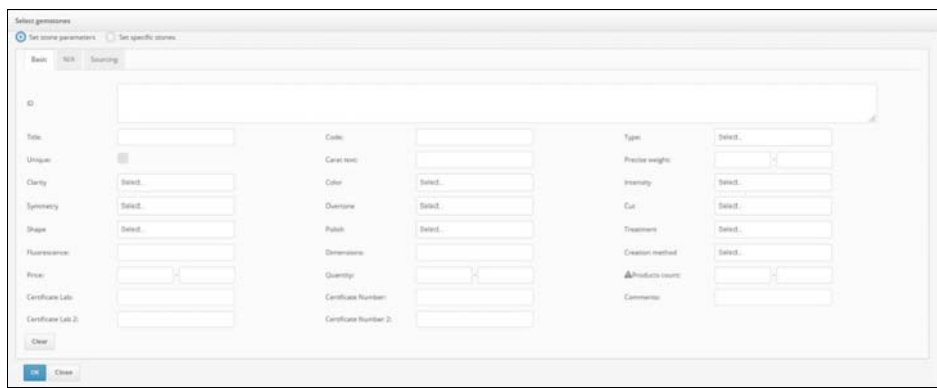 Select gemstones
Set stone parameters Set specific stones
Basic N/A Sourcing
ID
Title: Code: Type: Select..
Unique: Carat text: Precise weight: -
Clarity Select.. Color Select.. Intensity Select..
Symmetry Select.. Overtone Select.. Cut Select..
Shape Select.. Polish Select.. Treatment Select..
Fluorescence: Dimensions: Creation method Select..
Price: - Quantity: - Products count: -
Certificate Lab: Certificate Number: Comments:
Certificate Lab 2: Certificate Number 2:
Clear
OK Close